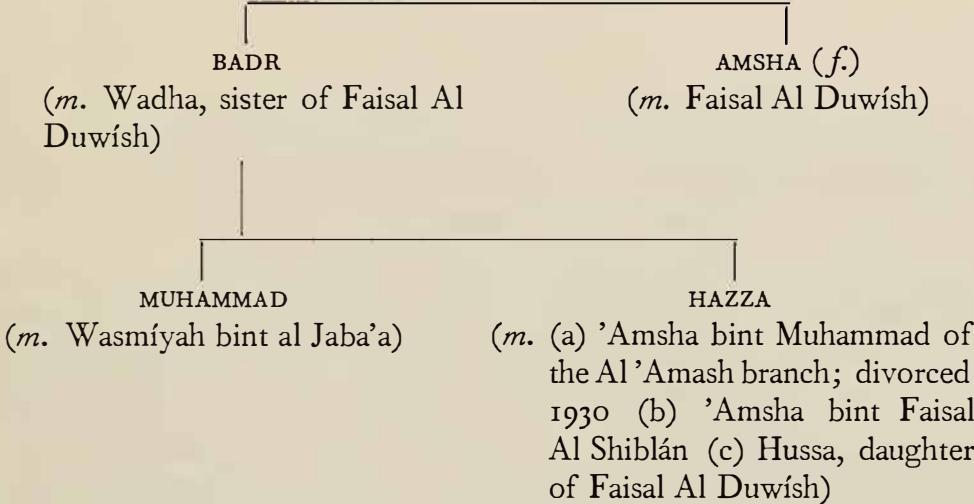 BADR
(m. Wadha, sister of Faisal Al
Duwísh)
AMSHA (f.)
(m. Faisal Al Duwísh)
MUHAMMAD
(m. Wasmíyah bint al Jaba'a)
HAZZA
(m. (a) 'Amsha bint Muhammad of
the Al 'Amash branch; divorced
1930 (b) 'Amsha bint Faisal
Al Shiblán (c) Hussa, daughter
of Faisal Al Duwísh)